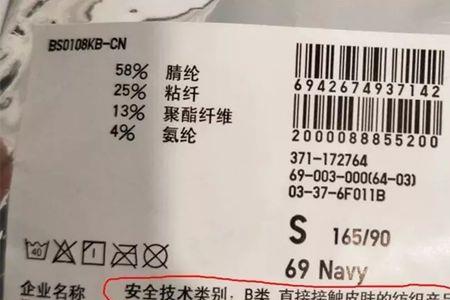 BS0108KB-CN
58% 腈纶
25% 粘纤
13% 聚酯纤维
4% 氨纶
6942674937142
2000088855200
371-172764
69-003-000(64-03)
03-37-6F011B
S 165/90
69 Navy
40
企业名称
安全技术类别：B类 直接接触皮肤的纺织产品